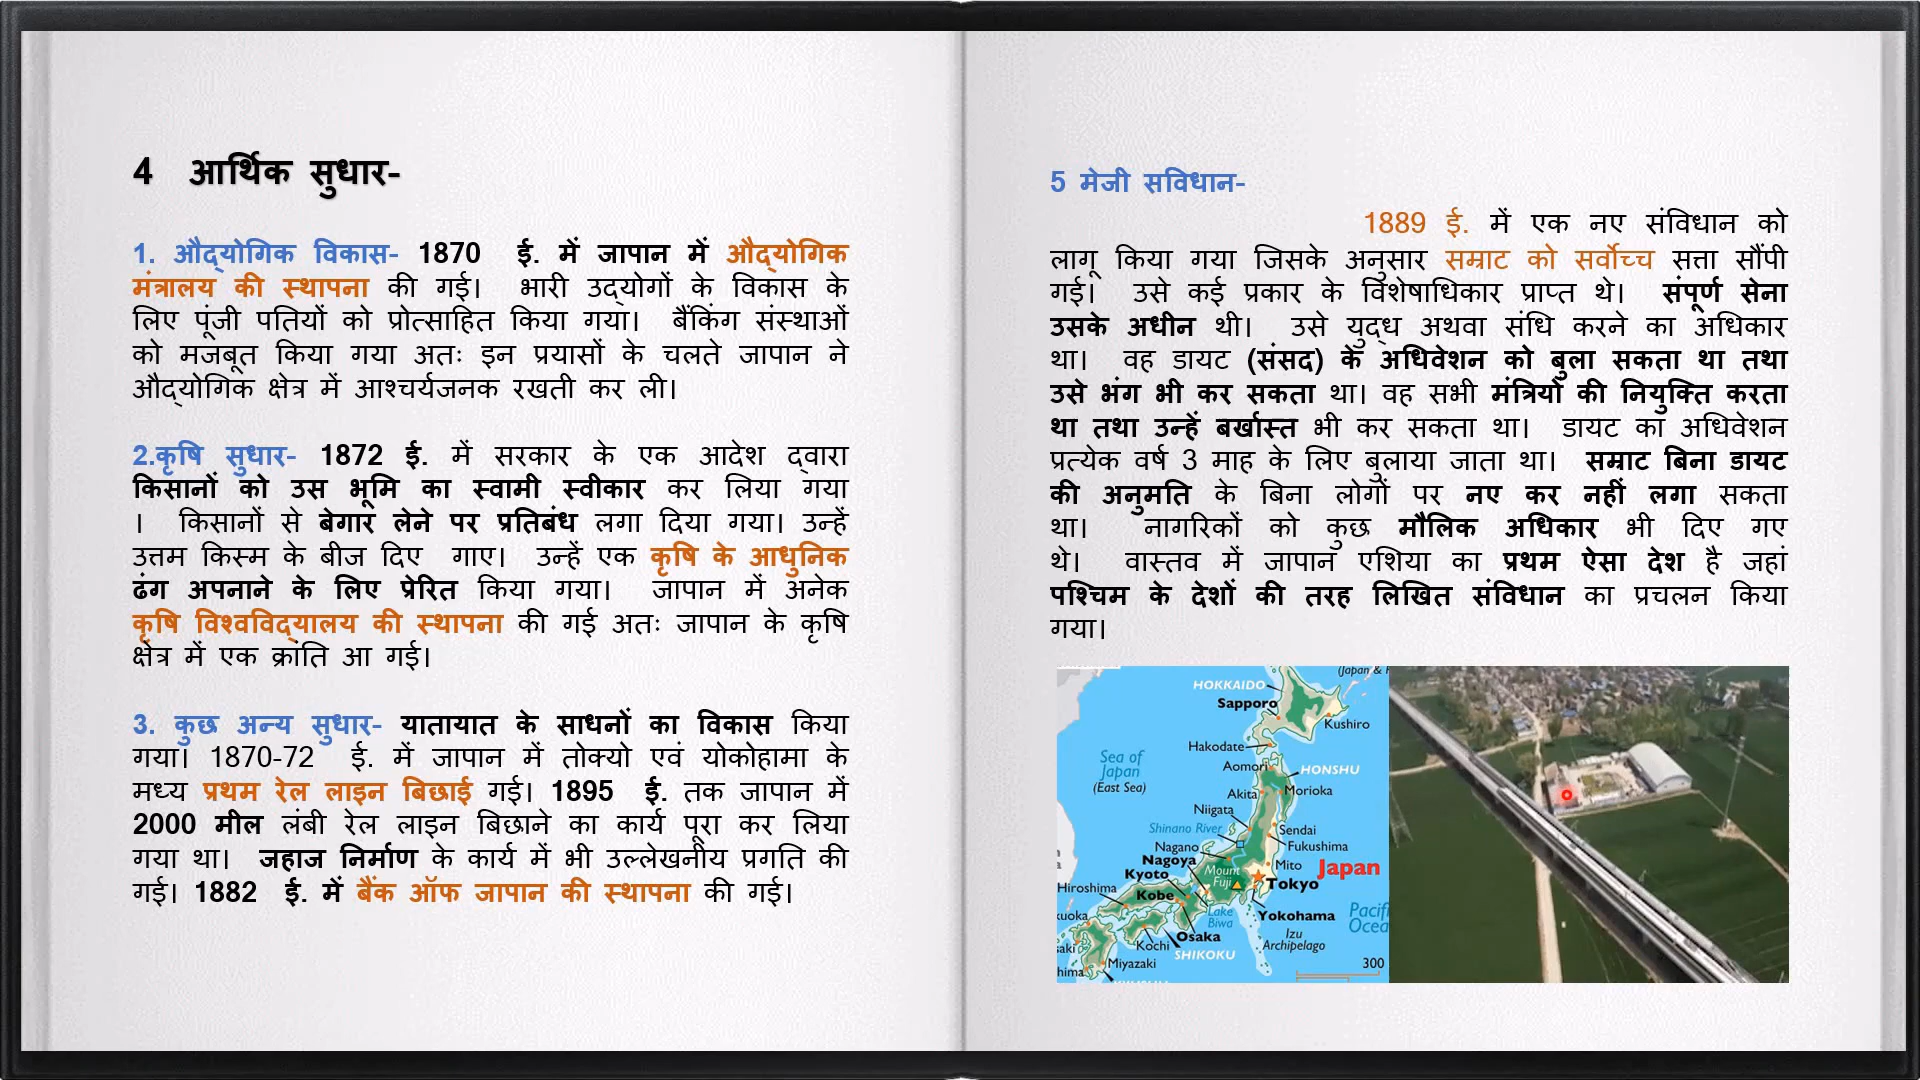 4 आर्थिक सुधार-
1. औद्योगिक विकास- 1870 ई. में जापान में औद्योगिक
मंत्रालय की स्थापना की गई। भारी उद्योगों के विकास के
लिए पूंजी पतियों को प्रोत्साहित किया गया। बैंकिंग संस्थाओं
को मजबूत किया गया अतः इन प्रयासों के चलते जापान ने
औद्योगिक क्षेत्र में आश्चर्यजनक रखती कर ली।
2.कृषि सुधार- 1872 ई. में सरकार के एक आदेश द्वारा
किसानों को उस भूमि का स्वामी स्वीकार कर लिया गया
। किसानों से बेगार लेने पर प्रतिबंध लगा दिया गया। उन्हें
उत्तम किस्म के बीज दिए गाए। उन्हें एक कृषि के आधुनिक
ढंग अपनाने के लिए प्रेरित किया गया। जापान में अनेक
कृषि विश्वविद्यालय की स्थापना की गई अतः जापान के कृषि
क्षेत्र में एक क्रांति आ गई।
3. कुछ अन्य सुधार- यातायात के साधनों का विकास किया
गया। 1870-72 ई. में जापान में तोक्यो एवं योकोहामा के
मध्य प्रथम रेल लाइन बिछाई गई। 1895 ई. तक जापान में
2000 मील लंबी रेल लाइन बिछाने का कार्य पूरा कर लिया
गया था। जहाज निर्माण के कार्य में भी उल्लेखनीय प्रगति की
गई। 1882 ई. में बैंक ऑफ जापान की स्थापना की गई।
5 मेजी सविधान-
1889 ई. में एक नए संविधान को
लागू किया गया जिसके अनुसार सम्राट को सर्वोच्च सत्ता सौंपी
गई। उसे कई प्रकार के विशेषाधिकार प्राप्त थे। संपूर्ण सेना
उसके अधीन थी। उसे युद्ध अथवा संधि करने का अधिकार
था। वह डायट (संसद) के अधिवेशन को बुला सकता था तथा
उसे भंग भी कर सकता था। वह सभी मंत्रियों की नियुक्ति करता
था तथा उन्हें बर्खास्त भी कर सकता था। डायट का अधिवेशन
प्रत्येक वर्ष 3 माह के लिए बुलाया जाता था। सम्राट बिना डायट
की अनुमति के बिना लोगों पर नए कर नहीं लगा सकता
था। नागरिकों को कुछ मौलिक अधिकार भी दिए गए
थे। वास्तव में जापान एशिया का प्रथम ऐसा देश है जहां
पश्चिम के देशों की तरह लिखित संविधान का प्रचलन किया
गया।
(Japan &
HOKKAIDO
Sapporo
Kushiro
Hakodate
Sea of
Japan
(East Sea)
Aomori
HONSHU
Akita
Morioka
Niigata
Shinano River
Sendai
Nagano
Fukushima
Nagoya
Mito
Japan
Kyoto
Mount
Fuji
Tokyo
Hiroshima
Kobe
Lake
Biwa
Yokohama
Osaka
Izu
Archipelago
Kochi
SHIKOKU
Miyazaki
300